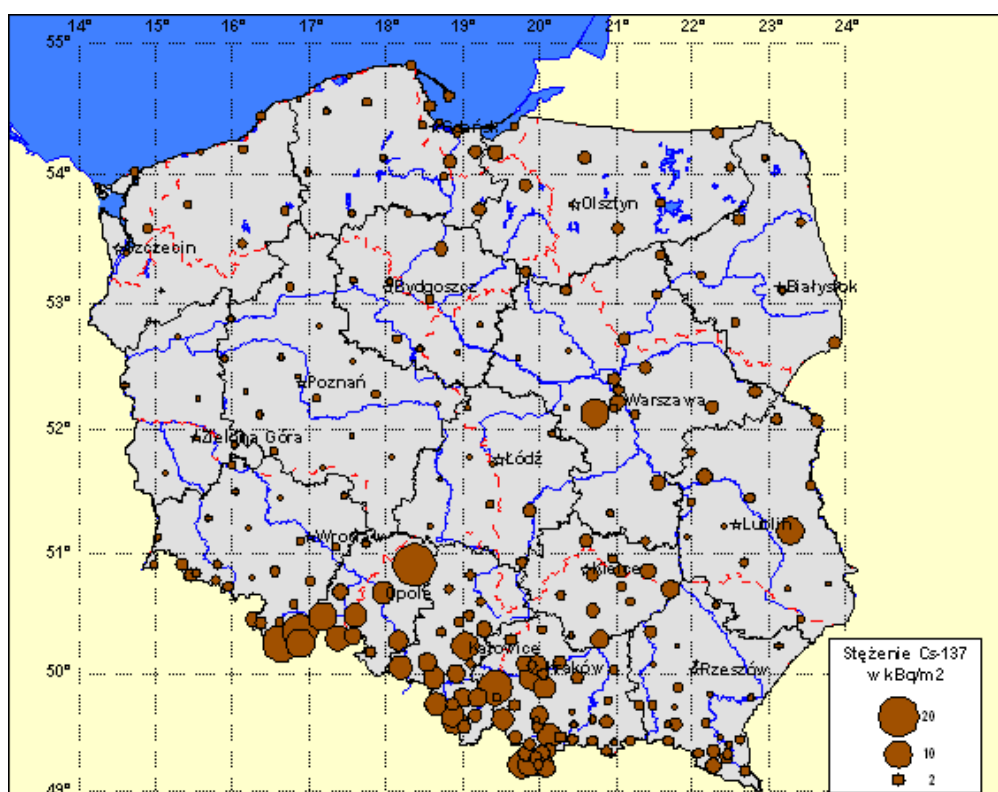 14° 15° 16° 17° 18° 19° 20° 21° 22° 23° 24°
55°
54°
Olsztyn
Szczecin
53°
Bydgoszcz
Białystok
Poznań
Warszawa
52°
Zielona Góra
Łódź
Lublin
Wrocław
51°
Kielce
Opole
Katowice
50°
Kraków
Rzeszów
49°
Stężenie Cs-137
w kBq/m2
20
10
2